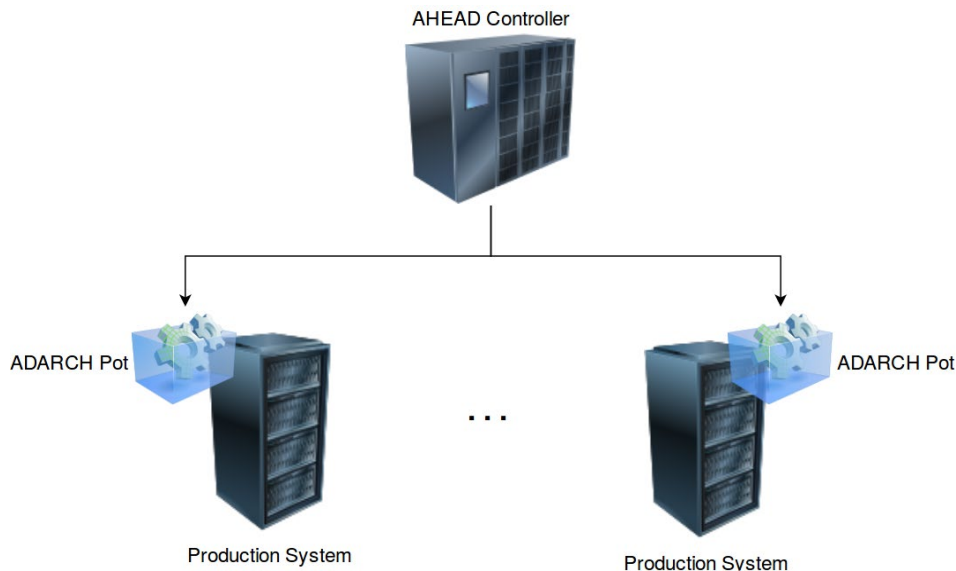 AHEAD Controller
ADARCH Pot
ADARCH Pot
. . .
Production System
Production System